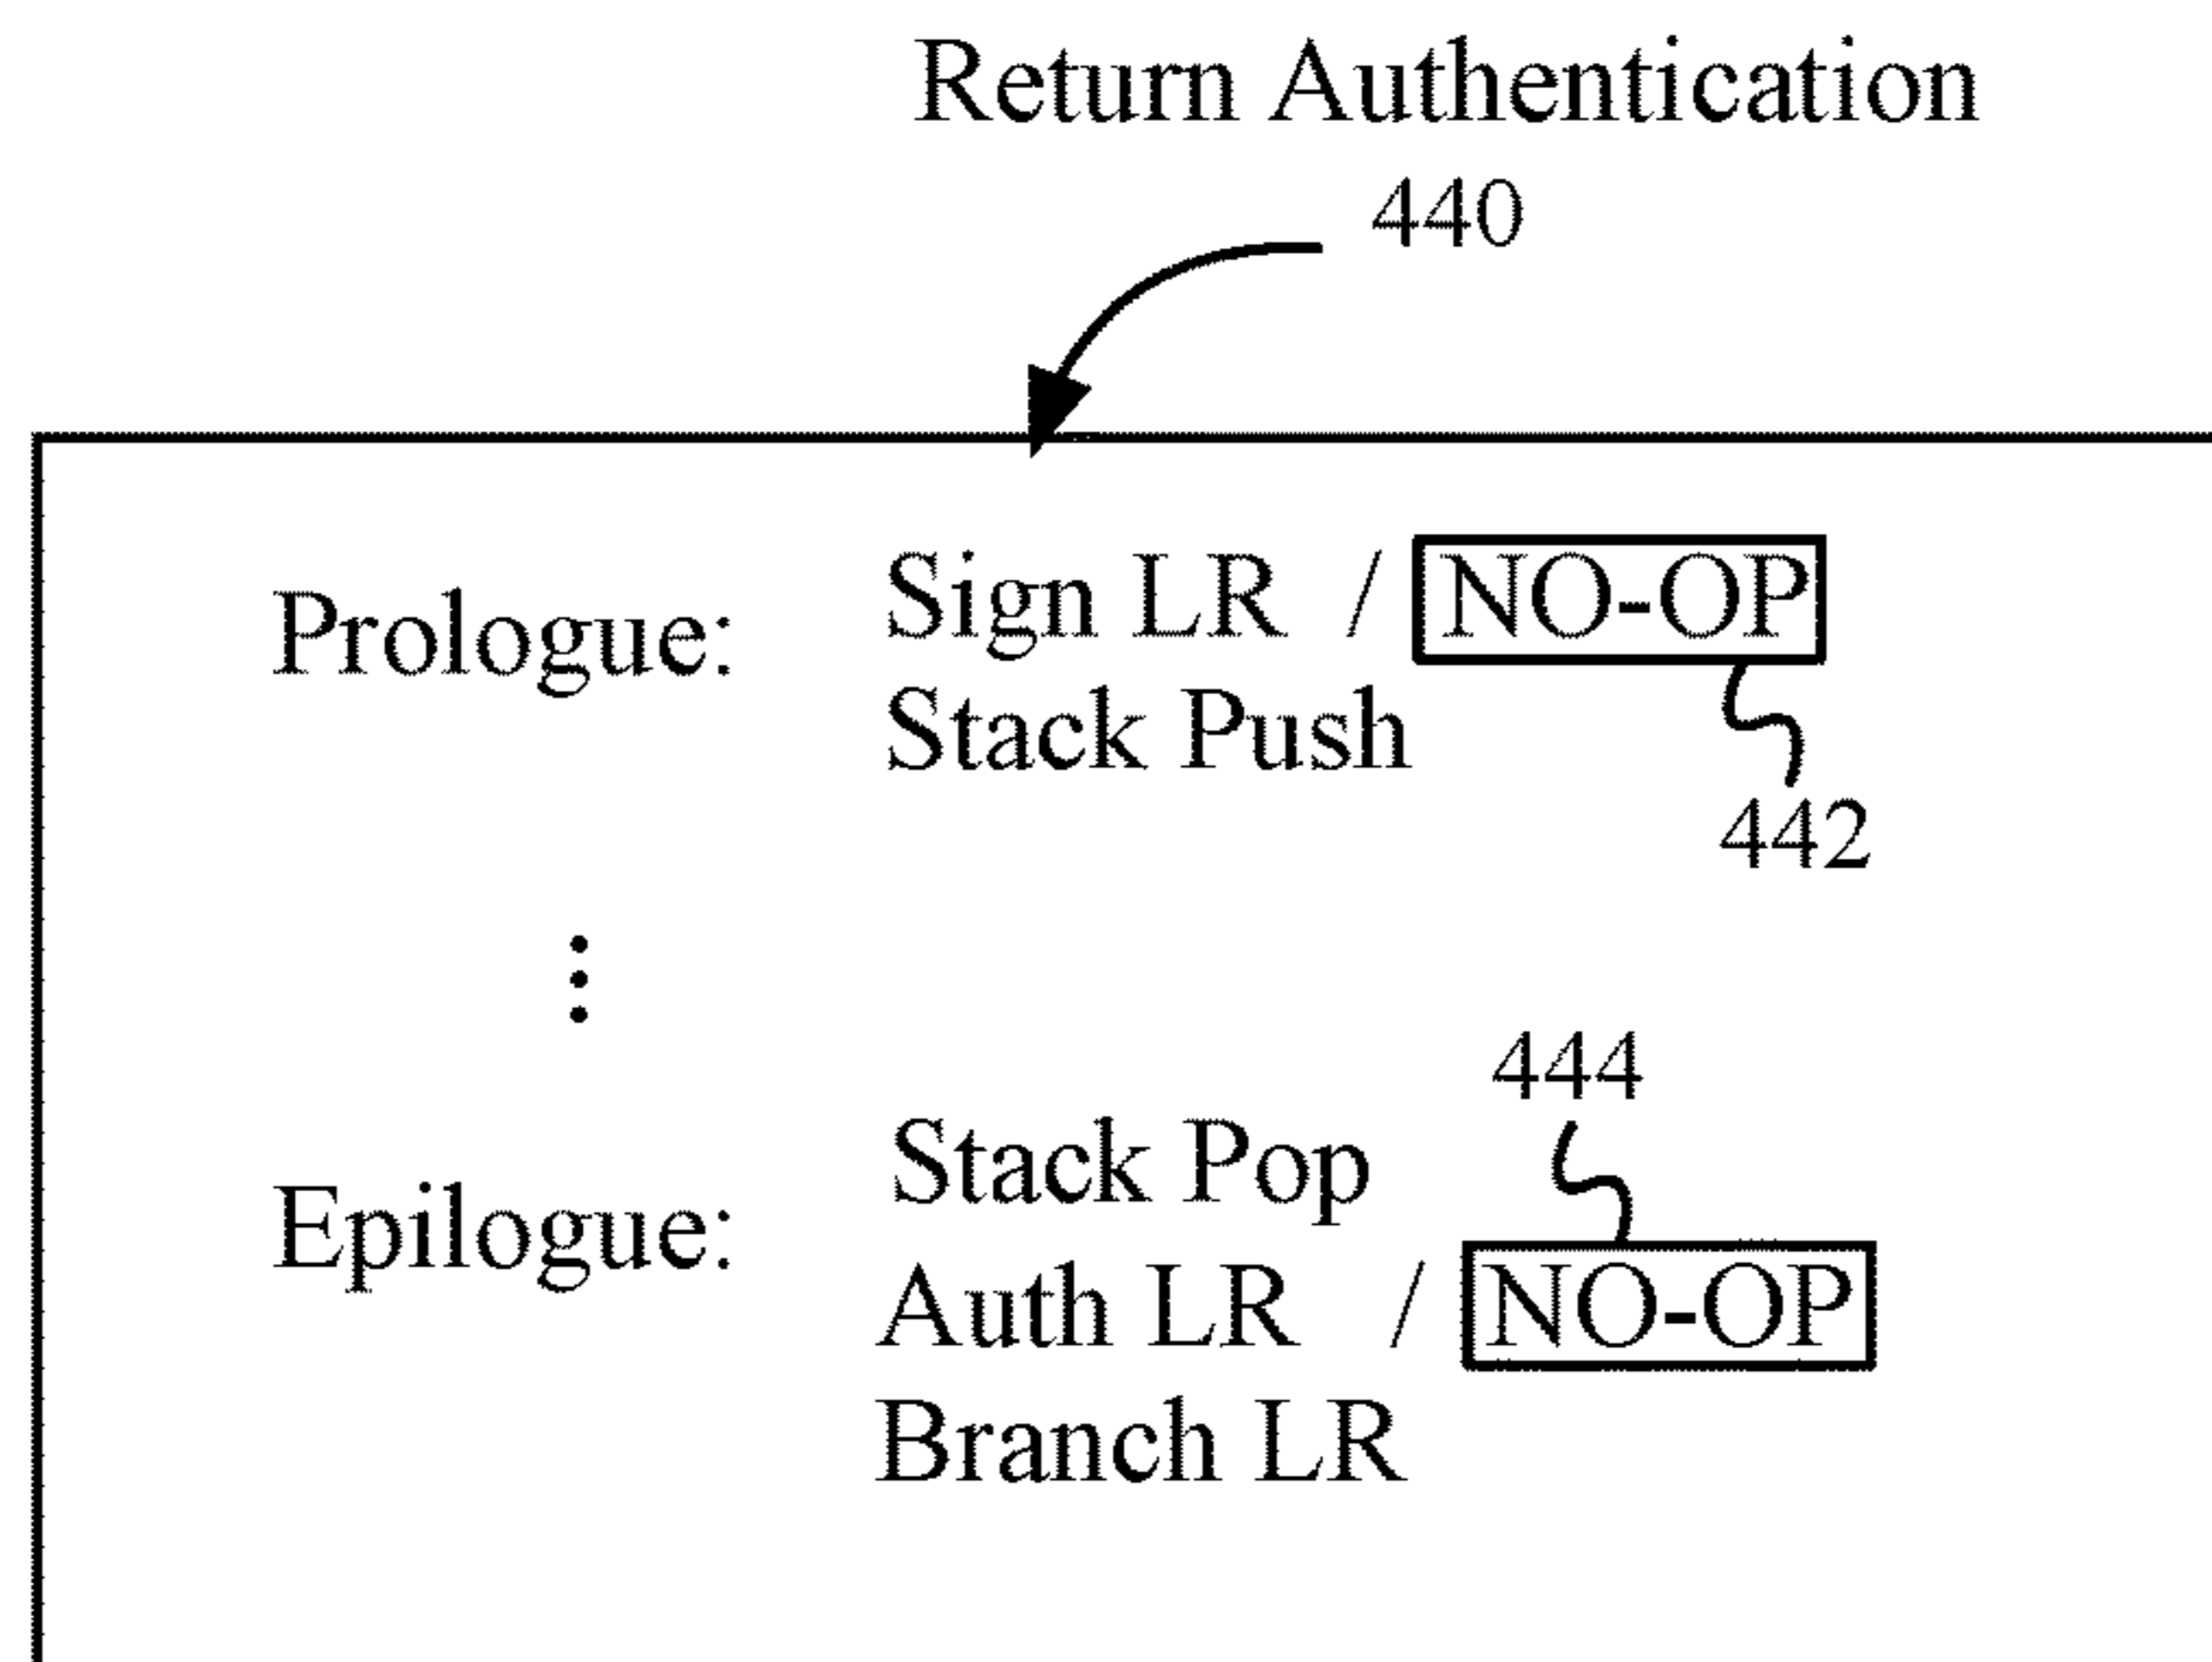 Return Authentication
440
Prologue:
Sign LR / NO-OP
Stack Push
442
444
Epilogue:
Stack Pop
Auth LR / NO-OP
Branch LR